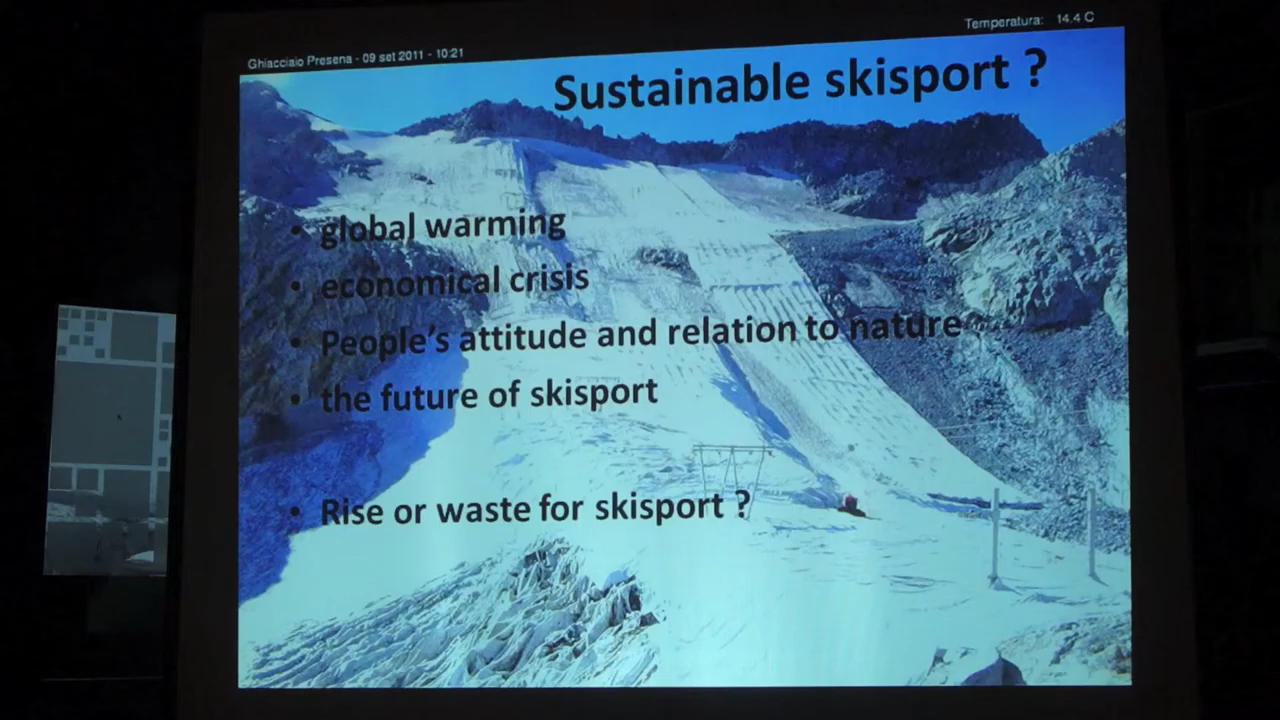 Ghiacciaio Presena - 09 set 2011 - 10:21
Temperatura: 14.4 C
Sustainable skisport ?
• global warming
• economical crisis
• People's attitude and relation to nature
• the future of skisport
• Rise or waste for skisport ?